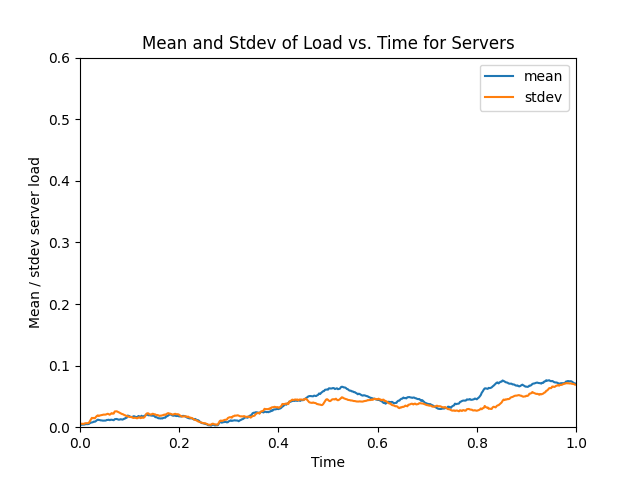 Mean and Stdev of Load vs. Time for Servers
mean
stdev
Mean / stdev server load
0.6
0.5
0.4
0.3
0.2
0.1
0.0
0.0 0.2 0.4 0.6 0.8 1.0
Time